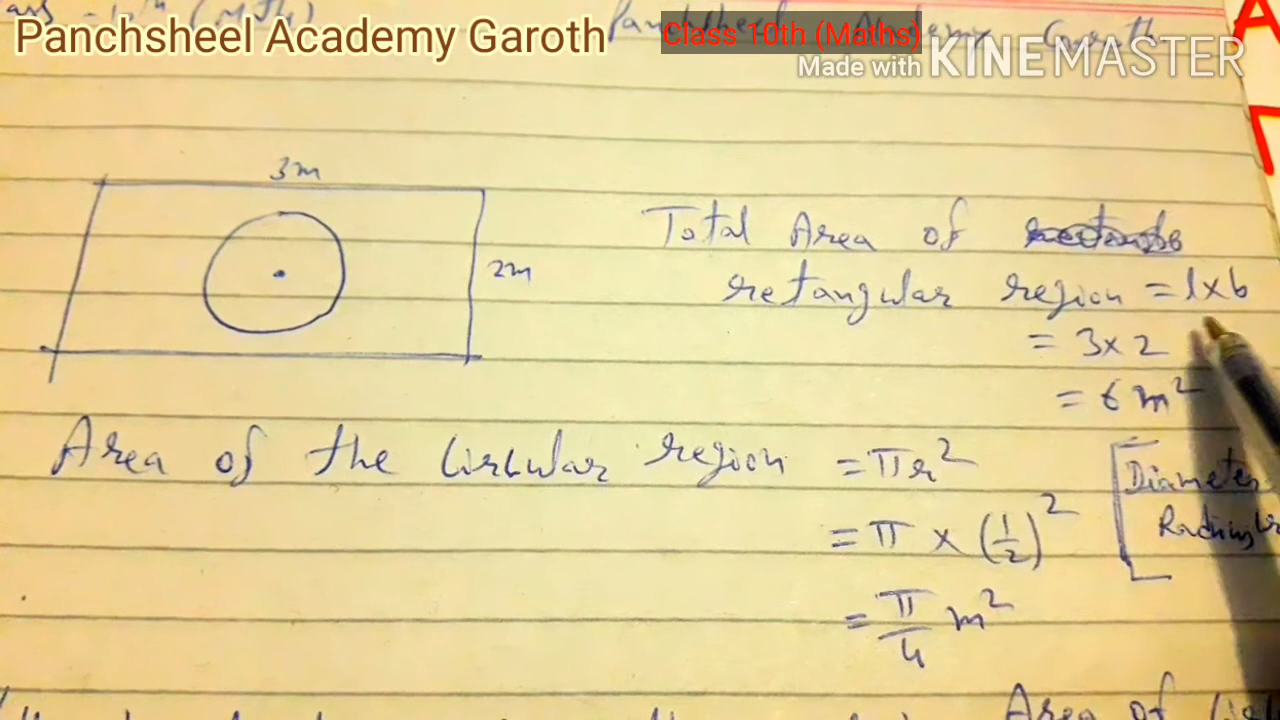 Panchsheel Academy Garoth
Class 10th (Maths)
Made with KINEMASTER
3m
2m
Total Area of
retangular region = l×b
= 3×2
= 6 m²
Area of the Circular region = πr²
= π × (1/2)²
= π/4 m²
[Diameter
Radius
Area of